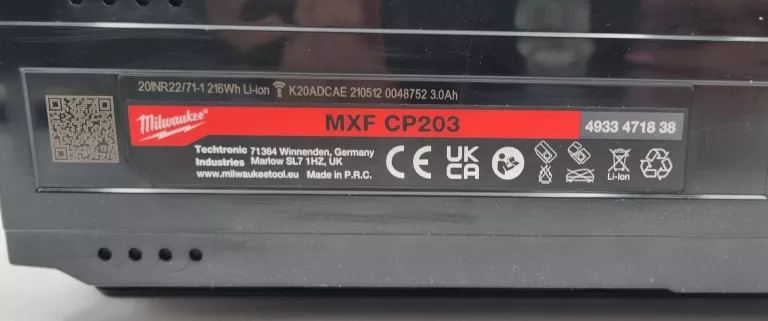 20INR22/71-1 216Wh Li-Ion K20ADCAE 210512 0048752 3.0Ah
Milwaukee® MXF CP203 4933 4718 38
Techtronic 71364 Winnenden, Germany
Industries Marlow SL7 1HZ, UK
www.milwaukeetool.eu Made in P.R.C.
CE UK CA
Li-Ion